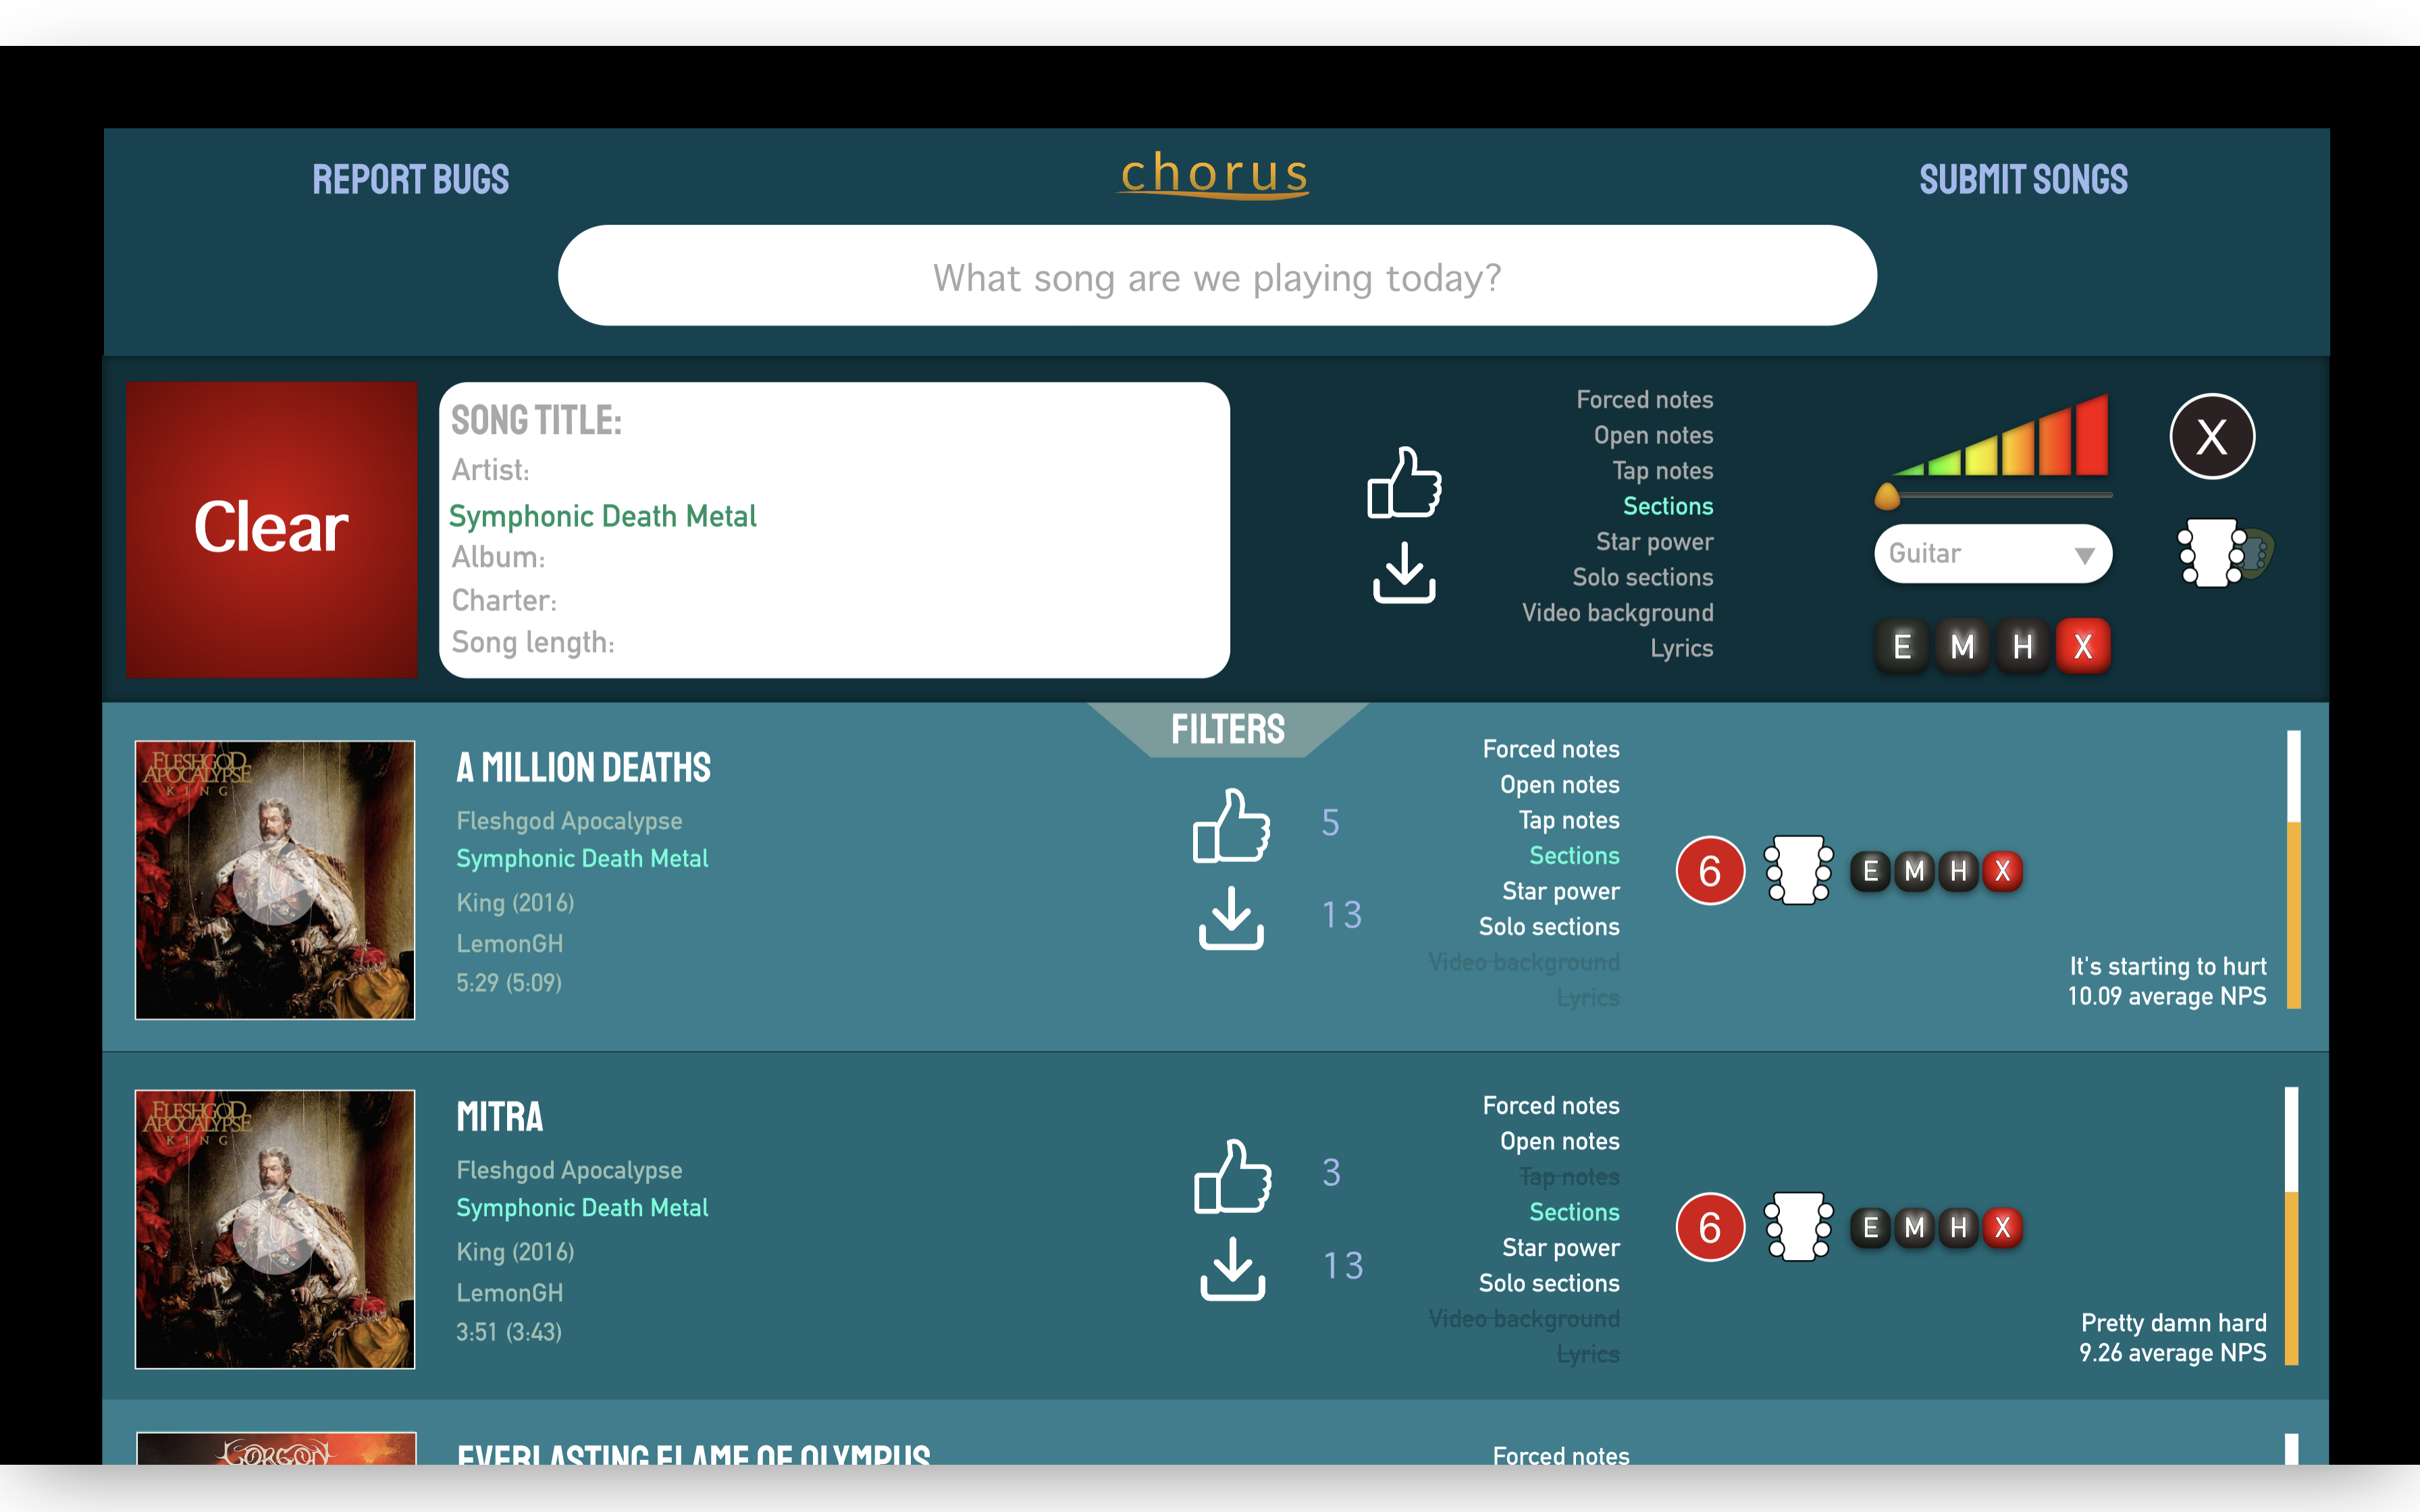 REPORT BUGS
chorus
SUBMIT SONGS
What song are we playing today?
Clear
SONG TITLE:
Artist:
Symphonic Death Metal
Album:
Charter:
Song length:
Forced notes
Open notes
Tap notes
Sections
Star power
Solo sections
Video background
Lyrics
X
Guitar
E M H X
FILTERS
FLESHGOD
APOCALYPSE
KING
A MILLION DEATHS
Fleshgod Apocalypse
Symphonic Death Metal
King (2016)
LemonGH
5:29 (5:09)
5
13
Forced notes
Open notes
Tap notes
Sections
Star power
Solo sections
Video background
Lyrics
6
E M H X
It's starting to hurt
10.09 average NPS
FLESHGOD
APOCALYPSE
KING
MITRA
Fleshgod Apocalypse
Symphonic Death Metal
King (2016)
LemonGH
3:51 (3:43)
3
13
Forced notes
Open notes
Tap notes
Sections
Star power
Solo sections
Video background
Lyrics
6
E M H X
Pretty damn hard
9.26 average NPS
GORGON
EVERLASTING FLAME OF OLYMPUS
Forced notes